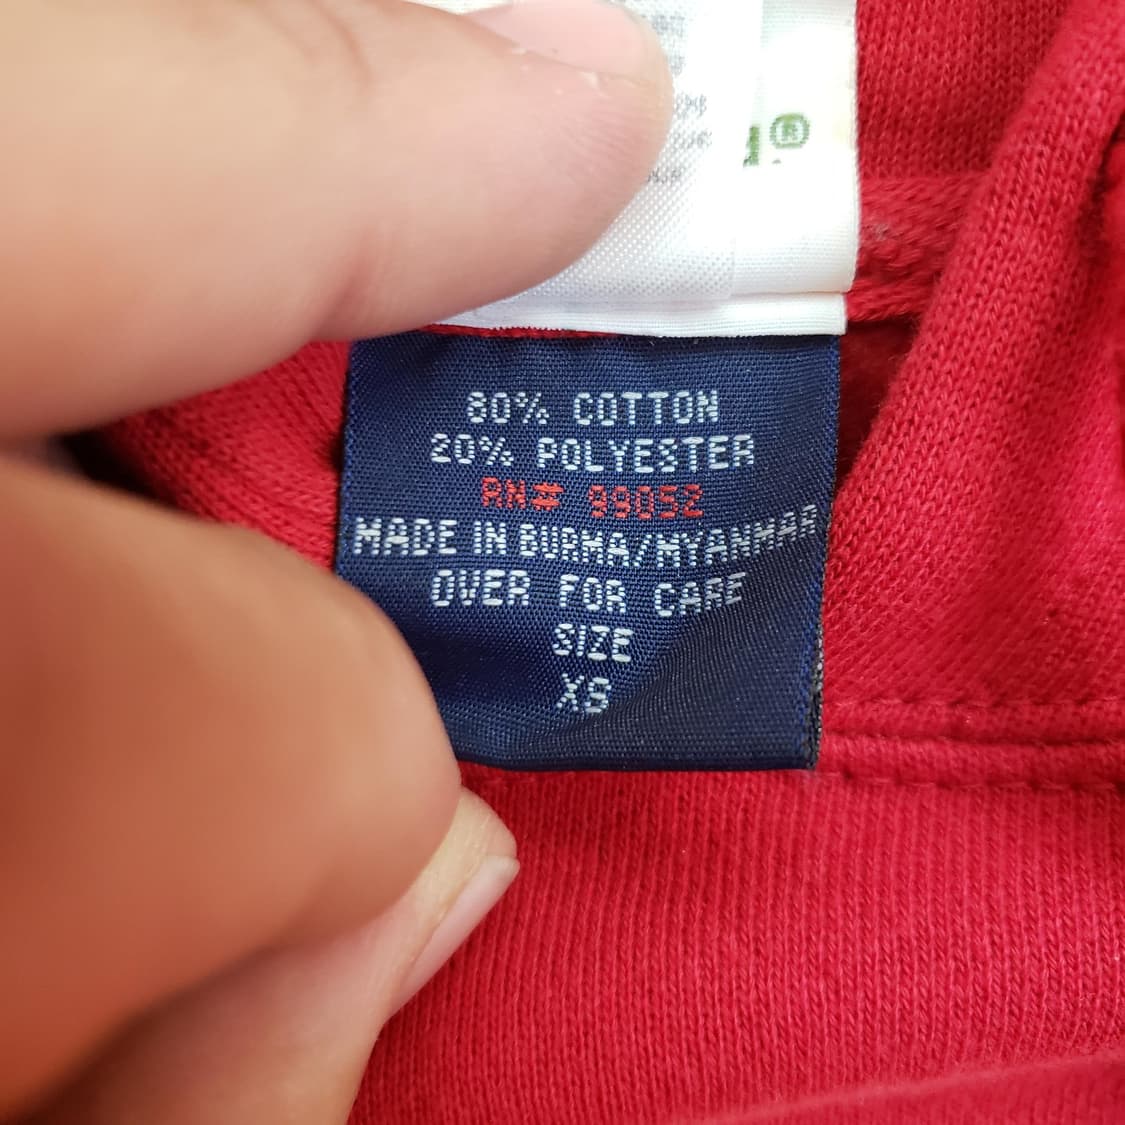 ®
80% COTTON
20% POLYESTER
RN# 99052
MADE IN BURMA/MYANMAR
OVER FOR CARE
SIZE
XS